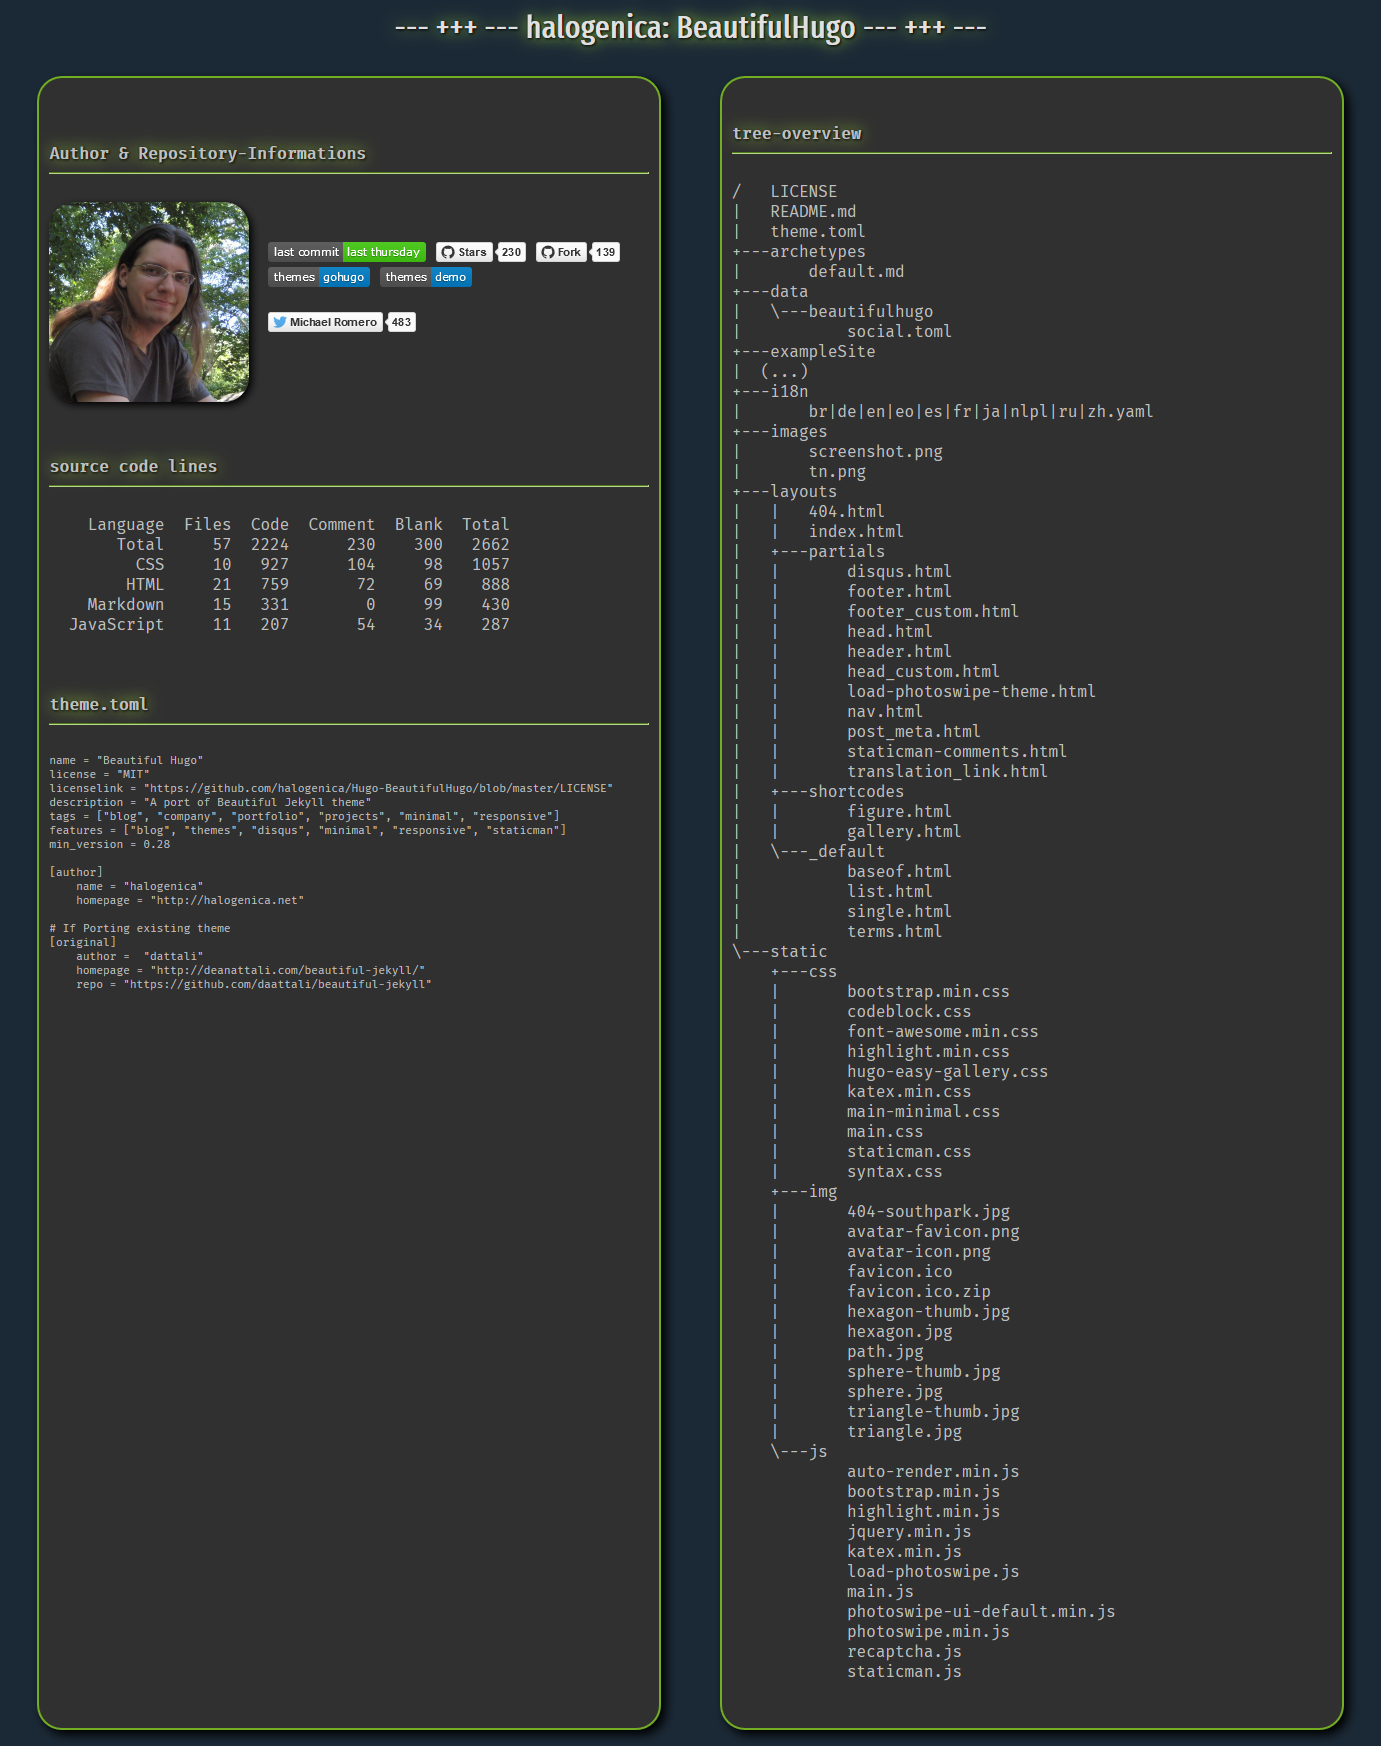 --- +++ --- halogenica: BeautifulHugo --- +++ ---
Author & Repository-Informations
last commit last thursday Stars 230 Fork 139
themes gohugo themes demo
Michael Romero 483
source code lines
Language  Files  Code  Comment  Blank  Total
Total     57  2224      230    300   2662
CSS     10   927      104     98   1057
HTML     21   759       72     69    888
Markdown     15   331        0     99    430
JavaScript     11   207       54     34    287
theme.toml
name = "Beautiful Hugo"
license = "MIT"
licenselink = "https://github.com/halogenica/Hugo-BeautifulHugo/blob/master/LICENSE"
description = "A port of Beautiful Jekyll theme"
tags = ["blog", "company", "portfolio", "projects", "minimal", "responsive"]
features = ["blog", "themes", "disqus", "minimal", "responsive", "staticman"]
min_version = 0.28
[author]
    name = "halogenica"
    homepage = "http://halogenica.net"
# If Porting existing theme
[original]
    author =  "dattali"
    homepage = "http://deanattali.com/beautiful-jekyll/"
    repo = "https://github.com/daattali/beautiful-jekyll"
tree-overview
/   LICENSE
|   README.md
|   theme.toml
+---archetypes
|       default.md
+---data
|   \---beautifulhugo
|           social.toml
+---exampleSite
|  (...)
+---i18n
|       br|de|en|eo|es|fr|ja|nlpl|ru|zh.yaml
+---images
|       screenshot.png
|       tn.png
+---layouts
|   |   404.html
|   |   index.html
|   +---partials
|   |       disqus.html
|   |       footer.html
|   |       footer_custom.html
|   |       head.html
|   |       header.html
|   |       head_custom.html
|   |       load-photoswipe-theme.html
|   |       nav.html
|   |       post_meta.html
|   |       staticman-comments.html
|   |       translation_link.html
|   +---shortcodes
|   |       figure.html
|   |       gallery.html
|   \---_default
|           baseof.html
|           list.html
|           single.html
|           terms.html
\---static
    +---css
    |       bootstrap.min.css
    |       codeblock.css
    |       font-awesome.min.css
    |       highlight.min.css
    |       hugo-easy-gallery.css
    |       katex.min.css
    |       main-minimal.css
    |       main.css
    |       staticman.css
    |       syntax.css
    +---img
    |       404-southpark.jpg
    |       avatar-favicon.png
    |       avatar-icon.png
    |       favicon.ico
    |       favicon.ico.zip
    |       hexagon-thumb.jpg
    |       hexagon.jpg
    |       path.jpg
    |       sphere-thumb.jpg
    |       sphere.jpg
    |       triangle-thumb.jpg
    |       triangle.jpg
    \---js
            auto-render.min.js
            bootstrap.min.js
            highlight.min.js
            jquery.min.js
            katex.min.js
            load-photoswipe.js
            main.js
            photoswipe-ui-default.min.js
            photoswipe.min.js
            recaptcha.js
            staticman.js